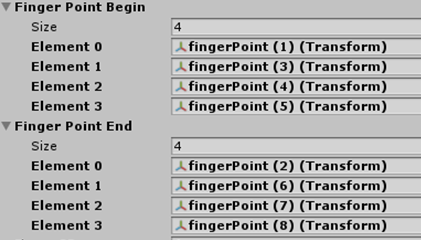 Finger Point Begin
Size 4
Element 0 fingerPoint (1) (Transform)
Element 1 fingerPoint (3) (Transform)
Element 2 fingerPoint (4) (Transform)
Element 3 fingerPoint (5) (Transform)
Finger Point End
Size 4
Element 0 fingerPoint (2) (Transform)
Element 1 fingerPoint (6) (Transform)
Element 2 fingerPoint (7) (Transform)
Element 3 fingerPoint (8) (Transform)